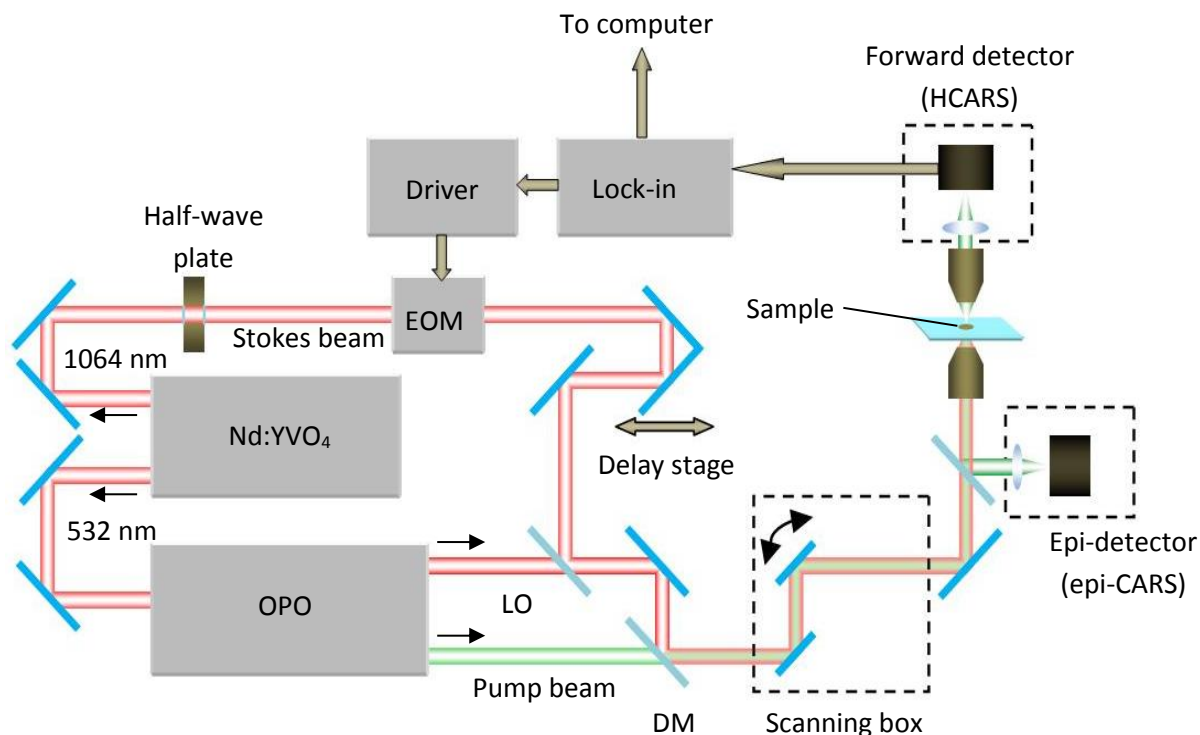 To computer
Forward detector
(HCARS)
Driver
Lock-in
Half-wave
plate
EOM
Stokes beam
Sample
1064 nm
Nd:YVO₄
Delay stage
532 nm
Epi-detector
(epi-CARS)
OPO
LO
Pump beam
DM
Scanning box